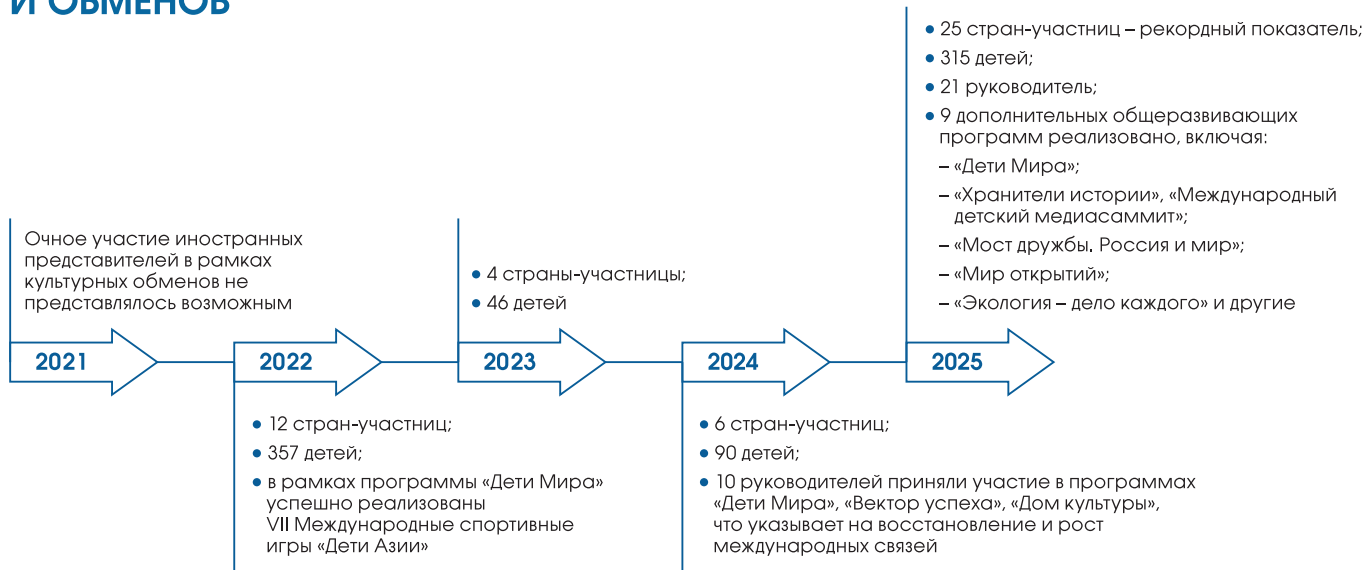 И ОБМЕНОВ
Очное участие иностранных
представителей в рамках
культурных обменов не
представлялось возможным
2021
2022
• 12 стран-участниц;
• 357 детей;
• в рамках программы «Дети Мира»
успешно реализованы
VII Международные спортивные
игры «Дети Азии»
• 4 страны-участницы;
• 46 детей
2023
2024
• 6 стран-участниц;
• 90 детей;
• 10 руководителей приняли участие в программах
«Дети Мира», «Вектор успеха», «Дом культуры»,
что указывает на восстановление и рост
международных связей
• 25 стран-участниц – рекордный показатель;
• 315 детей;
• 21 руководитель;
• 9 дополнительных общеразвивающих
программ реализовано, включая:
– «Дети Мира»;
– «Хранители истории», «Международный
детский медиасаммит»;
– «Мост дружбы. Россия и мир»;
– «Мир открытий»;
– «Экология – дело каждого» и другие
2025